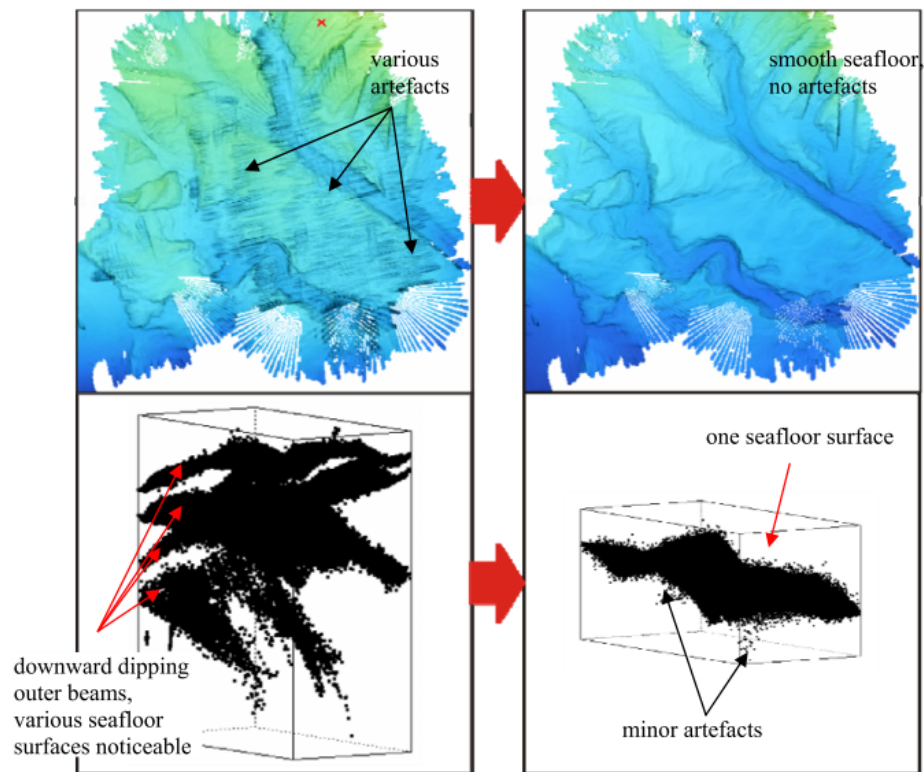 various
artefacts
smooth seafloor,
no artefacts
one seafloor surface
downward dipping
outer beams,
various seafloor
surfaces noticeable
minor artefacts